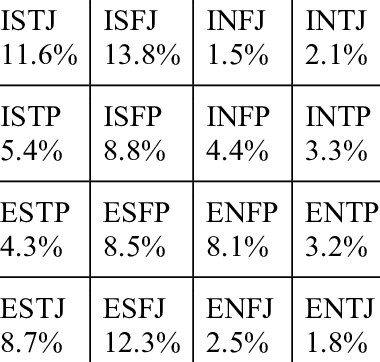 ISTJ ISFJ INFJ INTJ
11.6% 13.8% 1.5% 2.1%
ISTP ISFP INFP INTP
5.4% 8.8% 4.4% 3.3%
ESTP ESFP ENFP ENTP
4.3% 8.5% 8.1% 3.2%
ESTJ ESFJ ENFJ ENTJ
8.7% 12.3% 2.5% 1.8%